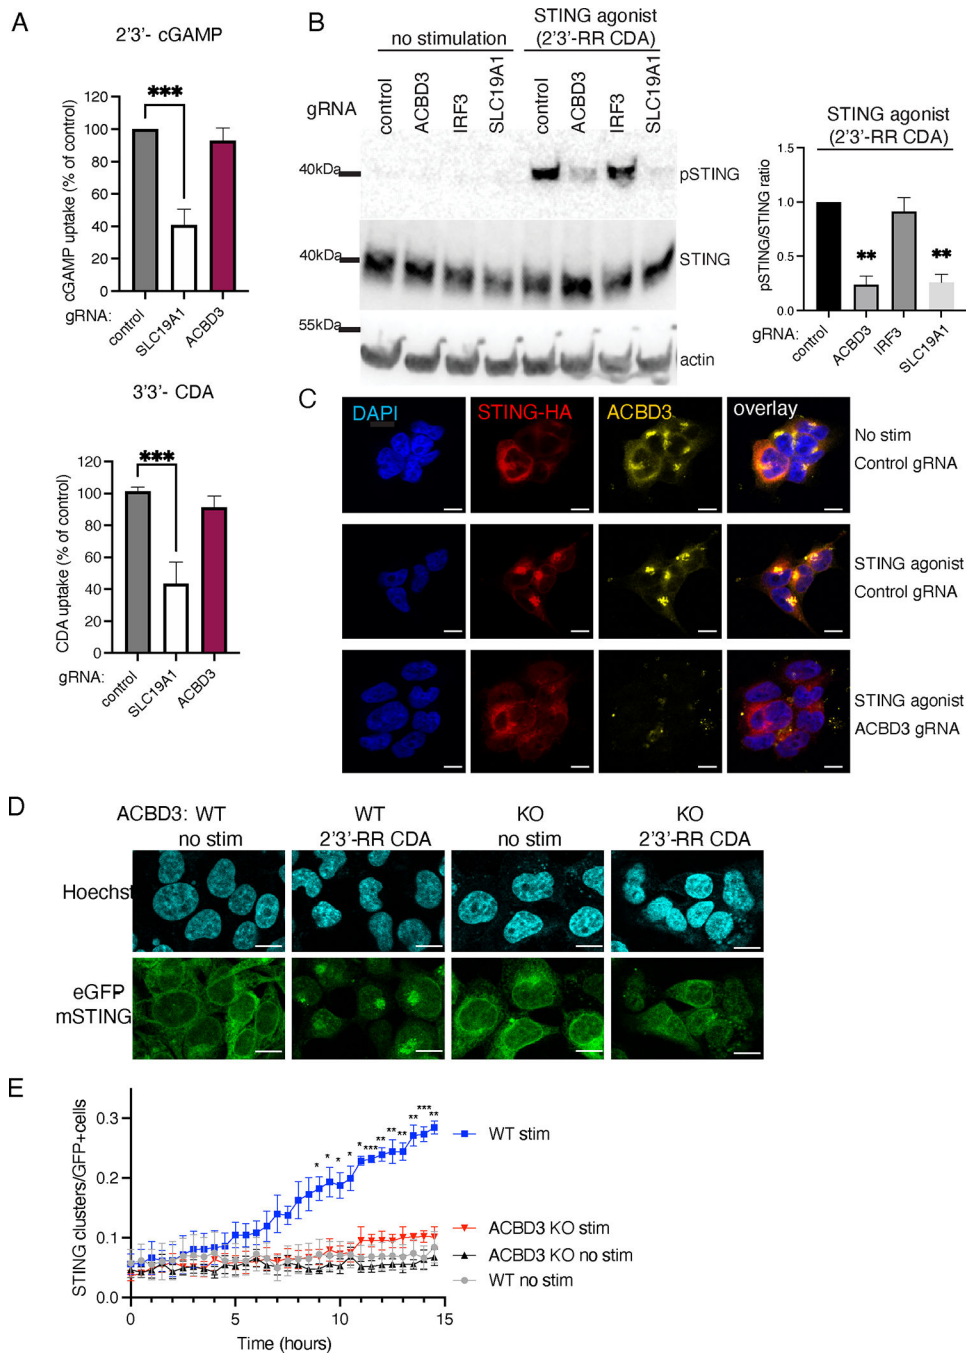 A
2'3'- cGAMP
***
cGAMP uptake (% of control)
120
100
80
60
40
20
0
gRNA:
control
SLC19A1
ACBD3
3'3'- CDA
***
CDA uptake (% of control)
120
100
80
60
40
20
0
gRNA:
control
SLC19A1
ACBD3
B
no stimulation
STING agonist
(2'3'-RR CDA)
gRNA
control
ACBD3
IRF3
SLC19A1
control
ACBD3
IRF3
SLC19A1
40kDa
pSTING
40kDa
STING
55kDa
actin
STING agonist
(2'3'-RR CDA)
pSTING/STING ratio
1.5
1.0
0.5
0.0
**
**
gRNA:
control
ACBD3
IRF3
SLC19A1
C
DAPI
STING-HA
ACBD3
overlay
No stim
Control gRNA
STING agonist
Control gRNA
STING agonist
ACBD3 gRNA
D
ACBD3: WT
no stim
WT
2'3'-RR CDA
KO
no stim
KO
2'3'-RR CDA
Hoechst
eGFP
mSTING
E
STING clusters/GFP+cells
0.3
0.2
0.1
0.0
* * * * * *** ** ** ** ** *** **
WT stim
ACBD3 KO stim
ACBD3 KO no stim
WT no stim
0
5
10
15
Time (hours)